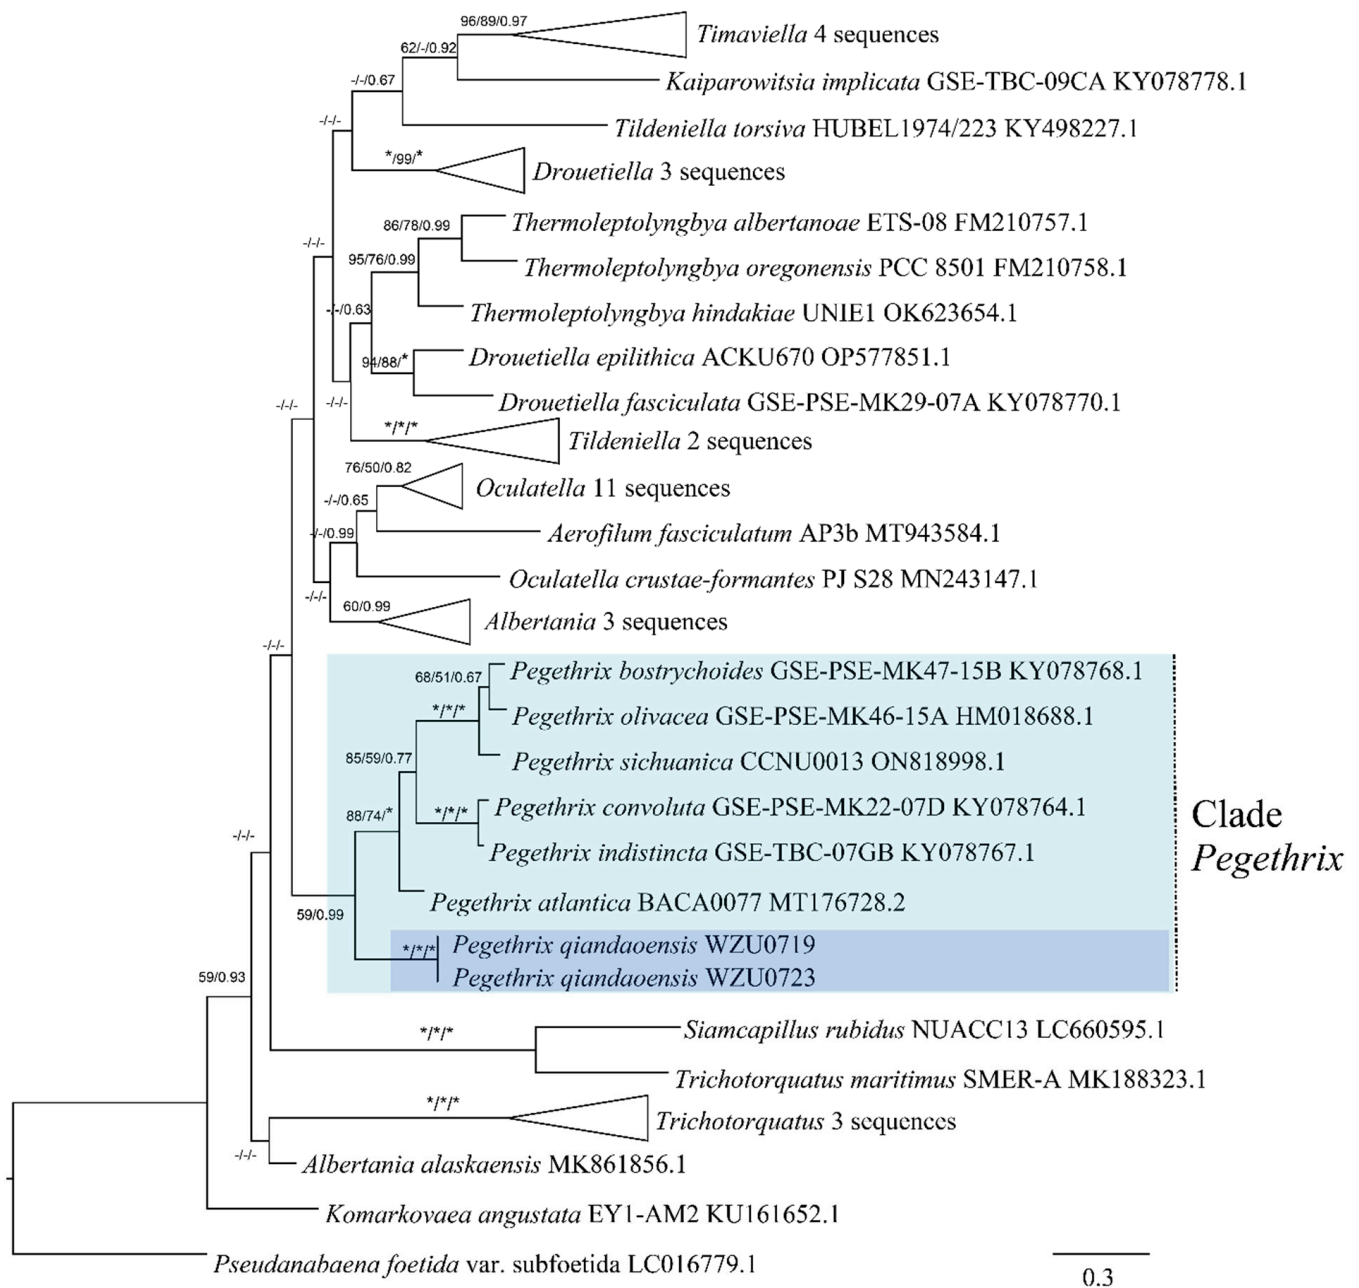 96/89/0.97
Timaviella 4 sequences
62/-/0.92
-/-/0.67
Kaiparowitsia implicata GSE-TBC-09CA KY078778.1
-/-/-
Tildeniella torsiva HUBEL1974/223 KY498227.1
*/99/*
Drouetiella 3 sequences
86/78/0.99
Thermoleptolyngbya albertanoae ETS-08 FM210757.1
-/-/-
95/76/0.99
Thermoleptolyngbya oregonensis PCC 8501 FM210758.1
-/-/0.63
Thermoleptolyngbya hindakiae UNIE1 OK623654.1
94/88/*
Drouetiella epilithica ACKU670 OP577851.1
-/-/-
-/-/-
Drouetiella fasciculata GSE-PSE-MK29-07A KY078770.1
*/*/*
Tildeniella 2 sequences
76/50/0.82
Oculatella 11 sequences
-/-/0.65
-/-/0.99
Aerofilum fasciculatum AP3b MT943584.1
Oculatella crustae-formantes PJ S28 MN243147.1
-/-/-
60/0.99
Albertania 3 sequences
-/-/-
68/51/0.67
Pegethrix bostrychoides GSE-PSE-MK47-15B KY078768.1
*/*/*
Pegethrix olivacea GSE-PSE-MK46-15A HM018688.1
85/59/0.77
Pegethrix sichuanica CCNU0013 ON818998.1
88/74/*
*/*/*
Pegethrix convoluta GSE-PSE-MK22-07D KY078764.1
Clade
Pegethrix
-/-/-
Pegethrix indistincta GSE-TBC-07GB KY078767.1
Pegethrix atlantica BACA0077 MT176728.2
59/0.99
*/*/*
Pegethrix qiandaoensis WZU0719
Pegethrix qiandaoensis WZU0723
59/0.93
*/*/*
Siamcapillus rubidus NUACC13 LC660595.1
Trichotorquatus maritimus SMER-A MK188323.1
*/*/*
Trichotorquatus 3 sequences
-/-/-
Albertania alaskaensis MK861856.1
Komarkovaea angustata EY1-AM2 KU161652.1
Pseudanabaena foetida var. subfoetida LC016779.1
0.3